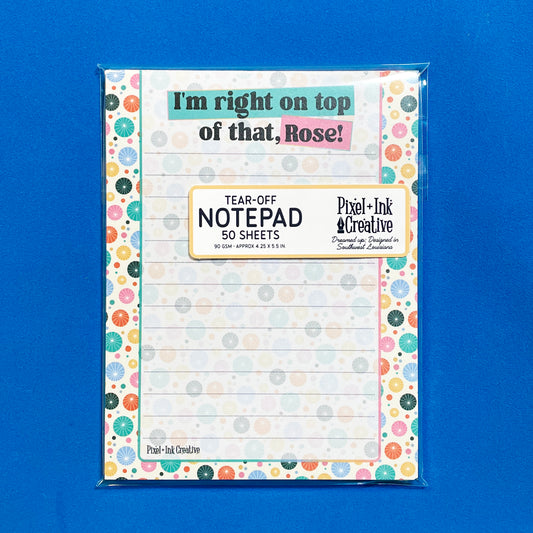 I'm right on top
of that, Rose!
TEAR-OFF
NOTEPAD
50 SHEETS
90 GSM - APPROX 4.25 X 5.5 IN.
Pixel + Ink
Creative
Dreamed up; Designed in
Southwest Louisiana
Pixel + Ink Creative